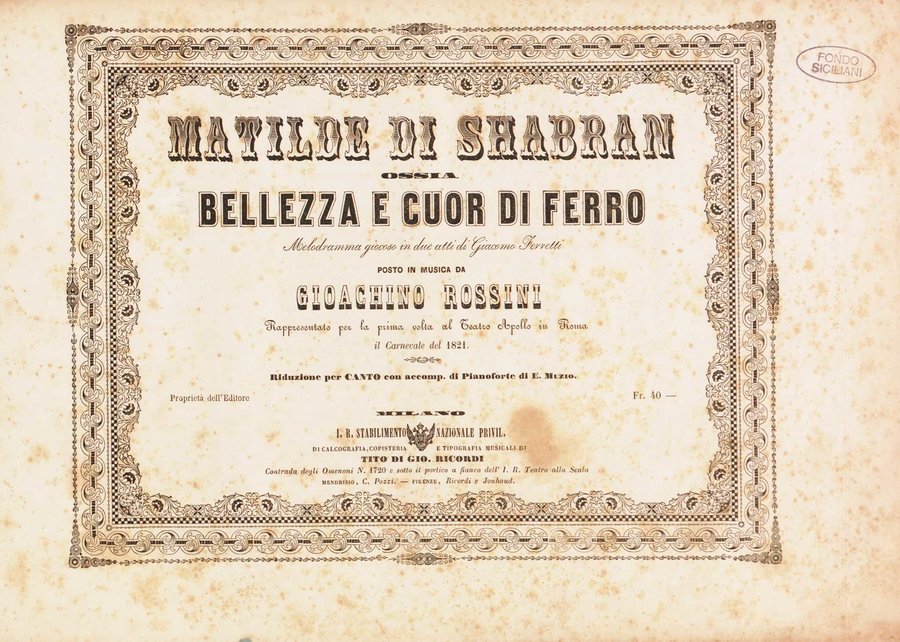 FONDO
SICILIANI
MATILDE DI SHABRAN
OSSIA
BELLEZZA E CUOR DI FERRO
Melodramma giocoso in due atti di Giacomo Ferretti
POSTO IN MUSICA DA
GIOACHINO ROSSINI
Rappresentato per la prima volta al Teatro Apollo in Roma
il Carnevale del 1821.
Riduzione per CANTO con accomp. di Pianoforte di E. MUZIO.
Proprietà dell'Editore
Fr. 40 —
MILANO
I. R. STABILIMENTO NAZIONALE PRIVIL.
DI CALCOGRAFIA, COPISTERIA E TIPOGRAFIA MUSICALI DI
TITO DI GIO. RICORDI
Contrada degli Omenoni N. 1720 e sotto il portico a fianco dell' I. R. Teatro alla Scala
MENDRISIO, C. Pozzi. — FIRENZE, Ricordi e Jouhaud.